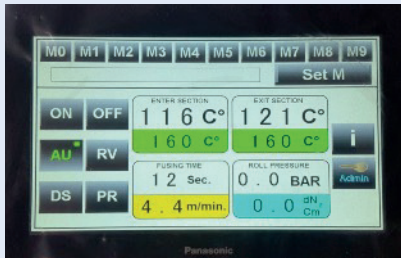 M0 M1 M2 M3 M4 M5 M6 M7 M8 M9
Set M
ON OFF
ENTER SECTION
116 C°
160 C°
EXIT SECTION
121 C°
160 C°
i
AU RV
FUSING TIME
12 Sec.
4.4 m/min.
ROLL PRESSURE
0.0 BAR
0.0 dN/Cm
Admin
DS PR
Panasonic